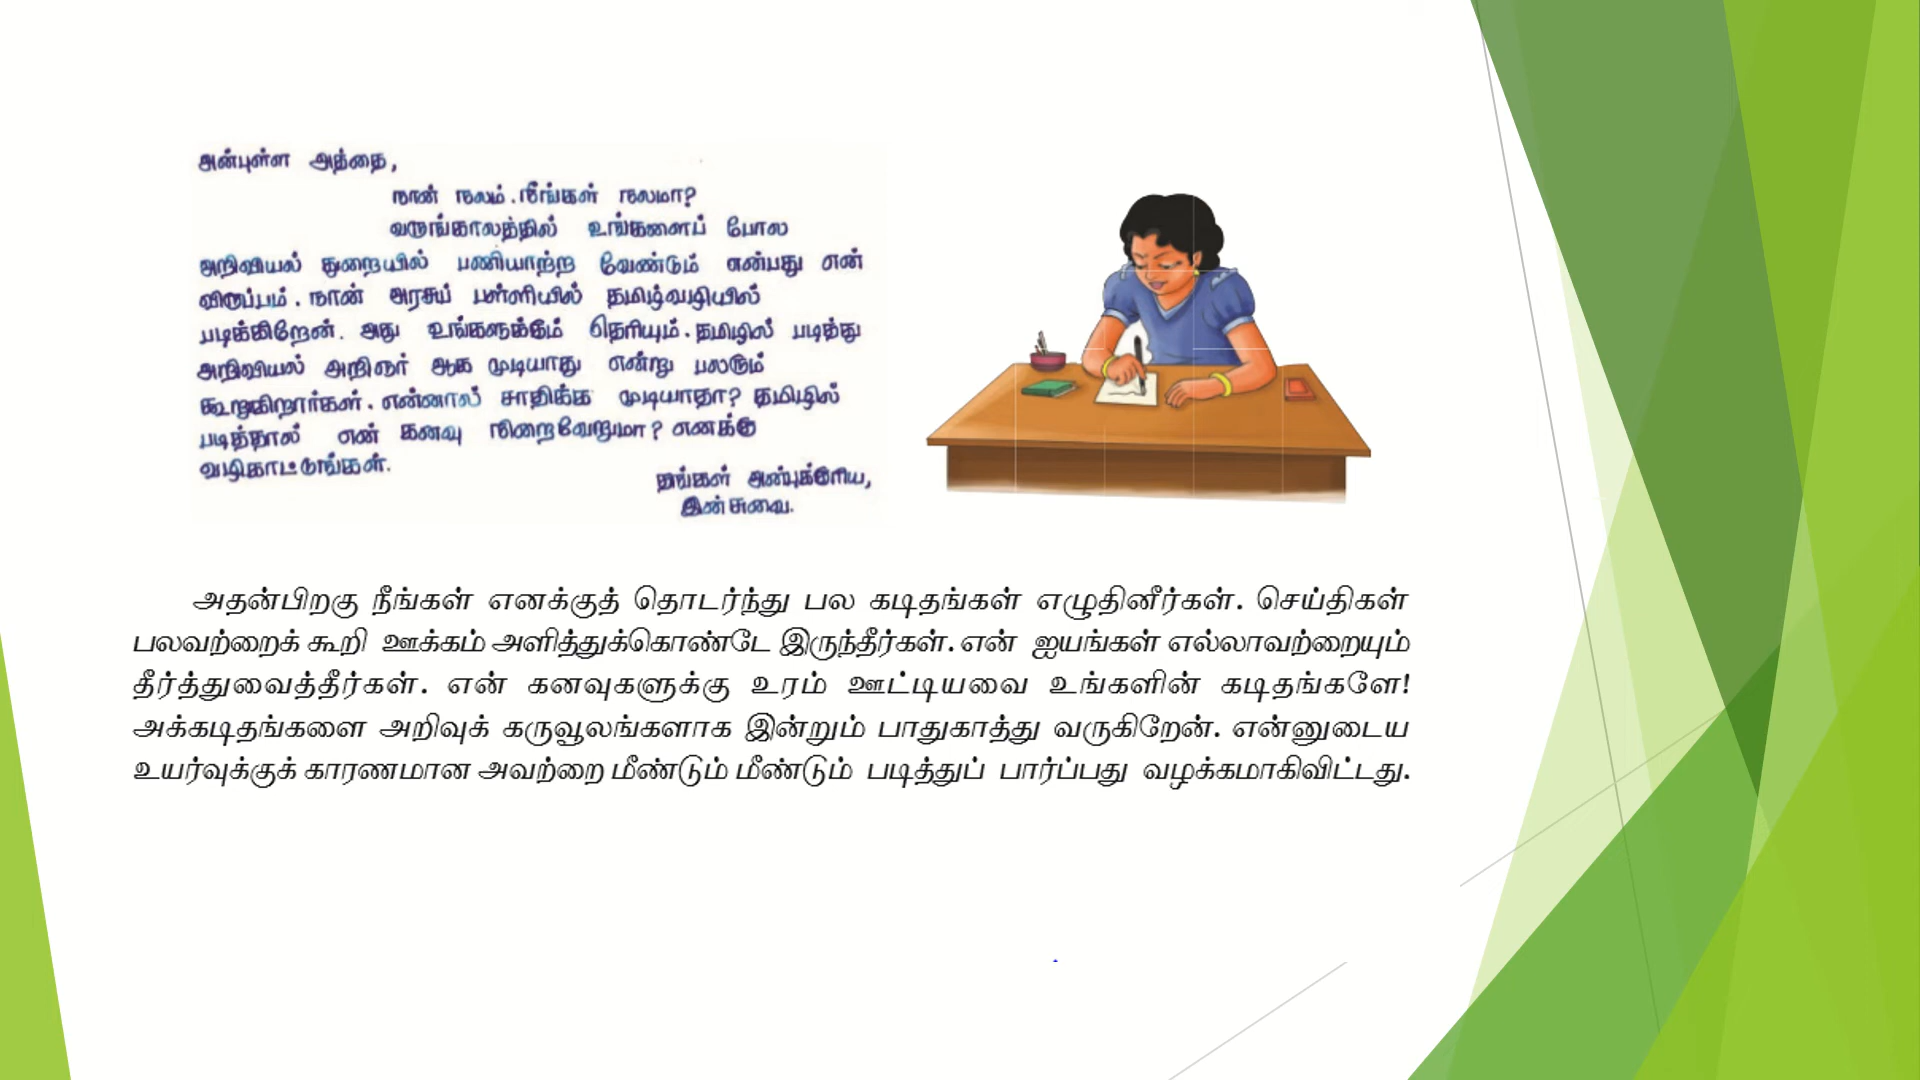 அன்புள்ள அத்தை,
நான் நலம். நீங்கள் நலமா?
வருங்காலத்தில் உங்களைப் போல
அறிவியல் துறையில் பணியாற்ற வேண்டும் என்பது என்
விருப்பம். நான் அரசுப் பள்ளியில் தமிழ்வழியில்
படிக்கிறேன். அது உங்களுக்கும் தெரியும். தமிழில் படித்து
அறிவியல் அறிஞர் ஆக முடியாது என்று பலரும்
கூறுகிறார்கள். என்னால் சாதிக்க முடியாதா? தமிழில்
படித்தால் என் கனவு நிறைவேறுமா? எனக்கு
வழிகாட்டுங்கள்.
தங்கள் அன்புக்குரிய,
இன்சுவை.
அதன்பிறகு நீங்கள் எனக்குத் தொடர்ந்து பல கடிதங்கள் எழுதினீர்கள். செய்திகள்
பலவற்றைக் கூறி ஊக்கம் அளித்துக்கொண்டே இருந்தீர்கள். என் ஐயங்கள் எல்லாவற்றையும்
தீர்த்துவைத்தீர்கள். என் கனவுகளுக்கு உரம் ஊட்டியவை உங்களின் கடிதங்களே!
அக்கடிதங்களை அறிவுக் கருவூலங்களாக இன்றும் பாதுகாத்து வருகிறேன். என்னுடைய
உயர்வுக்குக் காரணமான அவற்றை மீண்டும் மீண்டும் படித்துப் பார்ப்பது வழக்கமாகிவிட்டது.